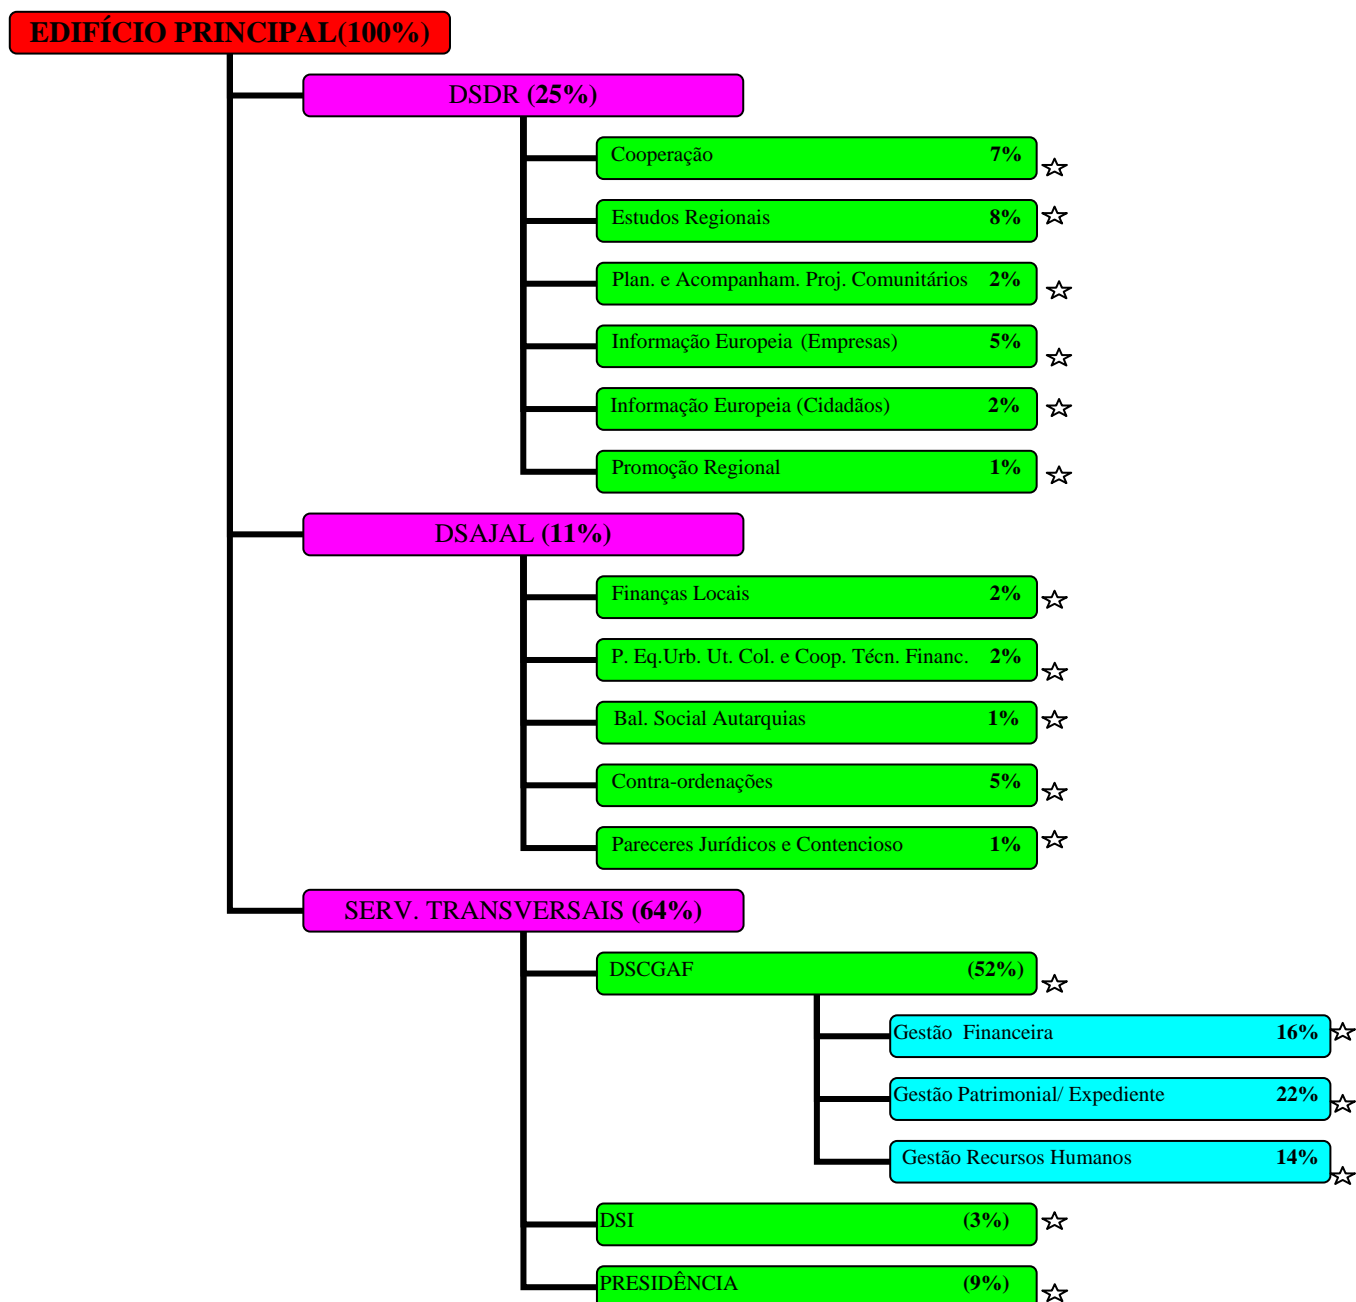 EDIFÍCIO PRINCIPAL(100%)
DSDR (25%)
Cooperação 7%
Estudos Regionais 8%
Plan. e Acompanham. Proj. Comunitários 2%
Informação Europeia (Empresas) 5%
Informação Europeia (Cidadãos) 2%
Promoção Regional 1%
DSAJAL (11%)
Finanças Locais 2%
P. Eq.Urb. Ut. Col. e Coop. Técn. Financ. 2%
Bal. Social Autarquias 1%
Contra-ordenações 5%
Pareceres Jurídicos e Contencioso 1%
SERV. TRANSVERSAIS (64%)
DSCGAF (52%)
Gestão Financeira 16%
Gestão Patrimonial/ Expediente 22%
Gestão Recursos Humanos 14%
DSI (3%)
PRESIDÊNCIA (9%)